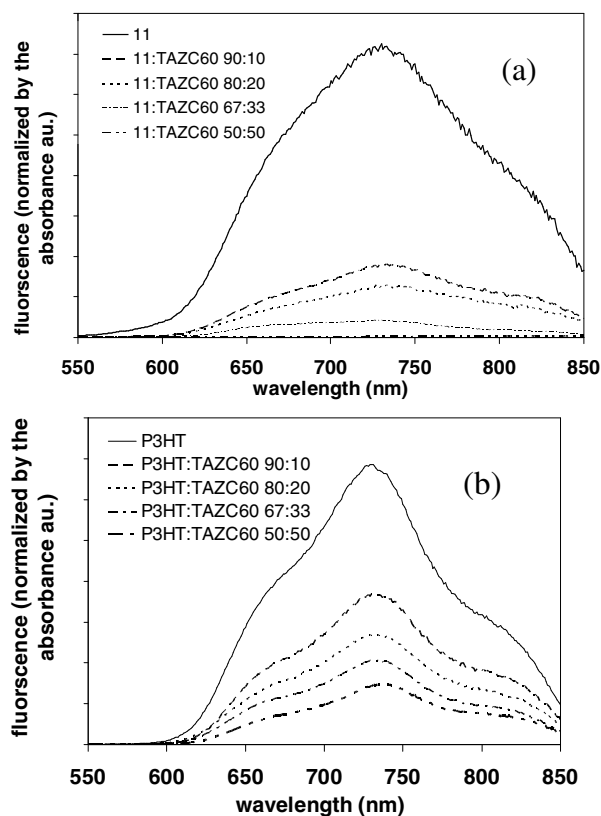 11
11:TAZC60 90:10
11:TAZC60 80:20
11:TAZC60 67:33
11:TAZC60 50:50
(a)
fluorscence (normalized by the
absorbance au.)
550 600 650 700 750 800 850
wavelength (nm)
P3HT
P3HT:TAZC60 90:10
P3HT:TAZC60 80:20
P3HT:TAZC60 67:33
P3HT:TAZC60 50:50
(b)
fluorescence (normalized by the
absorbance au.)
550 600 650 700 750 800 850
wavelength (nm)